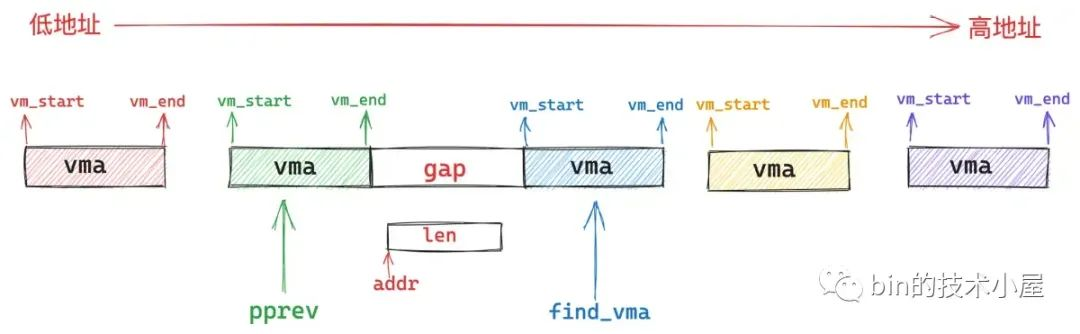 低地址
高地址
vm_start
vm_end
vm_start
vm_end
vm_start
vm_end
vm_start
vm_end
vm_start
vm_end
vma
vma
gap
vma
vma
vma
len
addr
pprev
find_vma
bin的技术小屋